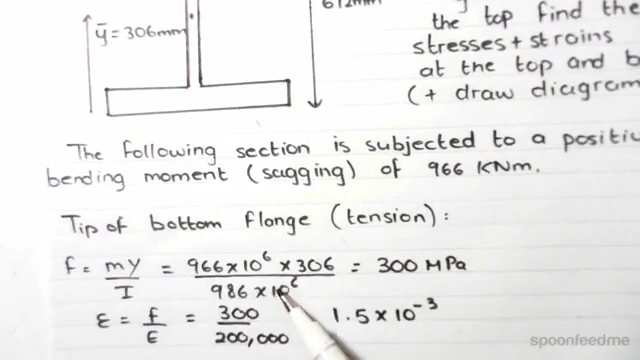 612mm
the top find the
ȳ = 306mm
stresses + strains
at the top and b
(+ draw diagram
The following section is subjected to a positiv
bending moment (sagging) of 966 KNm.
Tip of bottom flange (tension):
f = my/I = 966×10⁶ × 306/986×10⁶ = 300 MPa
ε = f/E = 300/200,000 1.5×10⁻³
spoonfeedme